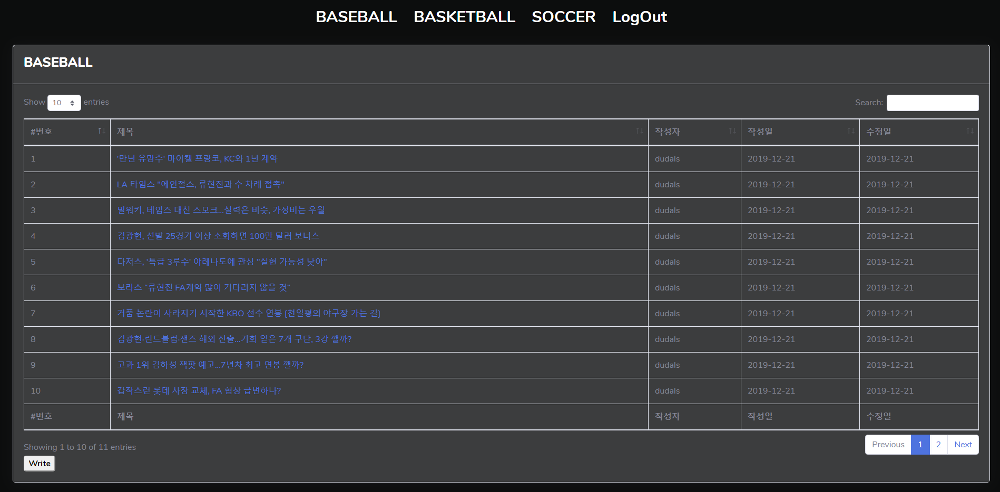 BASEBALL BASKETBALL SOCCER LogOut
BASEBALL
Show 10 entries Search:
#번호 제목 작성자 작성일 수정일
1 '만년 유망주' 마이켈 프랑코, KC와 1년 계약 dudals 2019-12-21 2019-12-21
2 LA 타임스 "에인절스, 류현진과 수 차례 접촉" dudals 2019-12-21 2019-12-21
3 밀워키, 테임즈 대신 스모크...실력은 비슷, 가성비는 우월 dudals 2019-12-21 2019-12-21
4 김광현, 선발 25경기 이상 소화하면 100만 달러 보너스 dudals 2019-12-21 2019-12-21
5 다저스, '특급 3루수' 아레나도에 관심 "실현 가능성 낮아" dudals 2019-12-21 2019-12-21
6 보라스 “류현진 FA계약 많이 기다리지 않을 것” dudals 2019-12-21 2019-12-21
7 거품 논란이 사라지기 시작한 KBO 선수 연봉 [천일평의 야구장 가는 길] dudals 2019-12-21 2019-12-21
8 김광현·린드블럼·샌즈 해외 진출...기회 얻은 7개 구단, 3강 깰까? dudals 2019-12-21 2019-12-21
9 고과 1위 김하성 잭팟 예고...7년차 최고 연봉 깰까? dudals 2019-12-21 2019-12-21
10 갑작스런 롯데 사장 교체, FA 협상 급변하나? dudals 2019-12-21 2019-12-21
#번호 제목 작성자 작성일 수정일
Showing 1 to 10 of 11 entries Previous 1 2 Next
Write